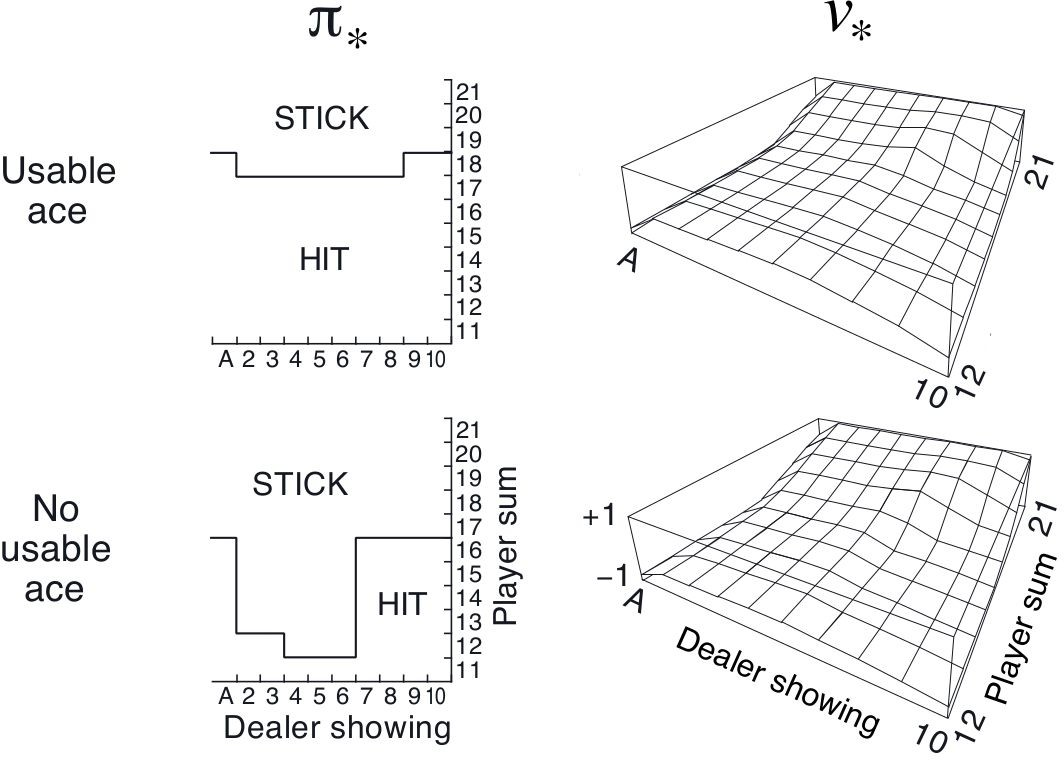 π*
v*
Usable
ace
STICK
HIT
21
20
19
18
17
16
15
14
13
12
11
A 2 3 4 5 6 7 8 9 10
A
10
12
21
No
usable
ace
STICK
HIT
21
20
19
18
17
16
15
14
13
12
11
Player sum
A 2 3 4 5 6 7 8 9 10
Dealer showing
+1
−1
A
Dealer showing
10
12
Player sum
21